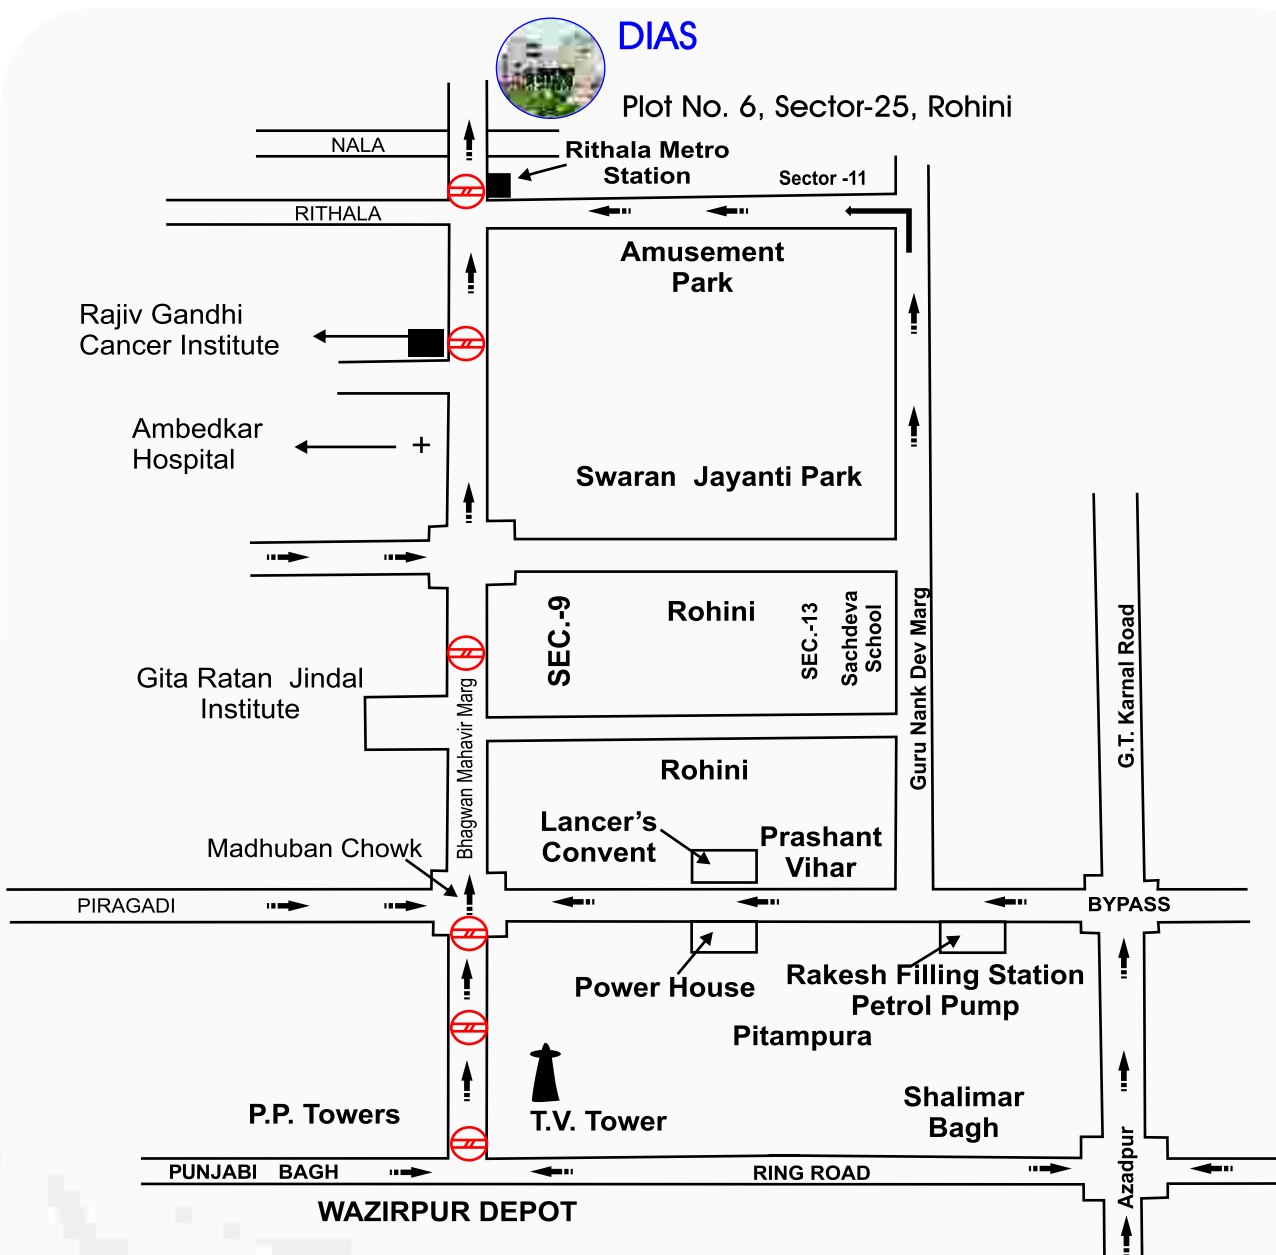 DIAS
Plot No. 6, Sector-25, Rohini
NALA
Rithala Metro
Station
Sector -11
RITHALA
Amusement
Park
Rajiv Gandhi
Cancer Institute
Ambedkar
Hospital
Swaran Jayanti Park
SEC.-9
Rohini
SEC.-13
Sachdeva
School
Guru Nank Dev Marg
G.T. Karnal Road
Gita Ratan Jindal
Institute
Bhagwan Mahavir Marg
Rohini
Lancer's
Convent
Prashant
Vihar
Madhuban Chowk
PIRAGADI
BYPASS
Power House
Rakesh Filling Station
Petrol Pump
Pitampura
P.P. Towers
T.V. Tower
Shalimar
Bagh
Azadpur
PUNJABI BAGH
RING ROAD
WAZIRPUR DEPOT